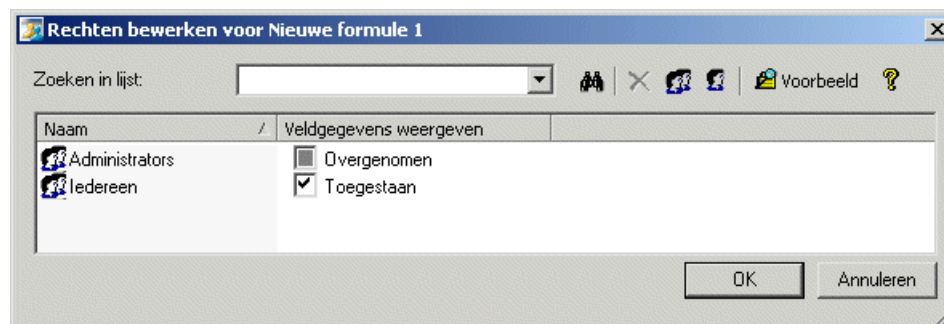 Rechten bewerken voor Nieuwe formule 1
Zoeken in lijst: Voorbeeld
Naam Veldgegevens weergeven
Administrators Overgenomen
Iedereen Toegestaan
OK Annuleren